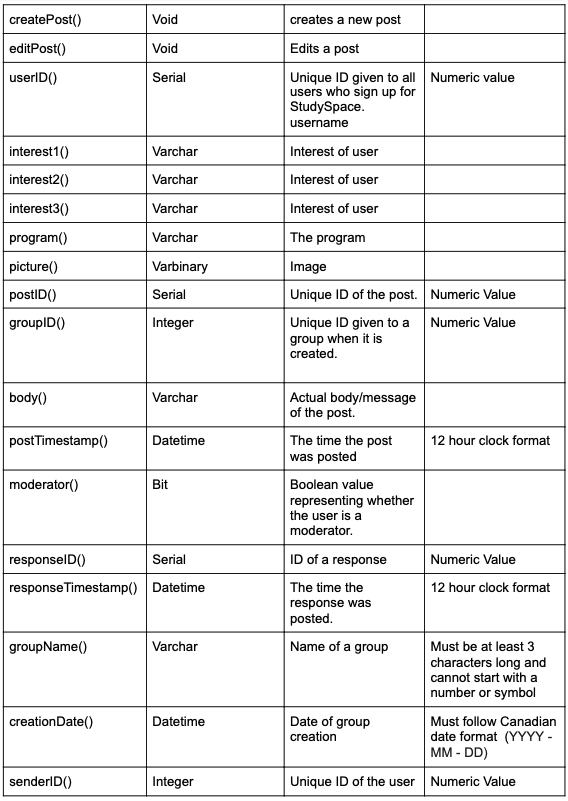 createPost() Void creates a new post
editPost() Void Edits a post
userID() Serial Unique ID given to all Numeric value
users who sign up for
StudySpace.
username
interest1() Varchar Interest of user
interest2() Varchar Interest of user
interest3() Varchar Interest of user
program() Varchar The program
picture() Varbinary Image
postID() Serial Unique ID of the post. Numeric Value
groupID() Integer Unique ID given to a Numeric Value
group when it is
created.
body() Varchar Actual body/message
of the post.
postTimestamp() Datetime The time the post 12 hour clock format
was posted
moderator() Bit Boolean value
representing whether
the user is a
moderator.
responseID() Serial ID of a response Numeric Value
responseTimestamp() Datetime The time the 12 hour clock format
response was
posted.
groupName() Varchar Name of a group Must be at least 3
characters long and
cannot start with a
number or symbol
creationDate() Datetime Date of group Must follow Canadian
creation date format (YYYY -
MM - DD)
senderID() Integer Unique ID of the user Numeric Value